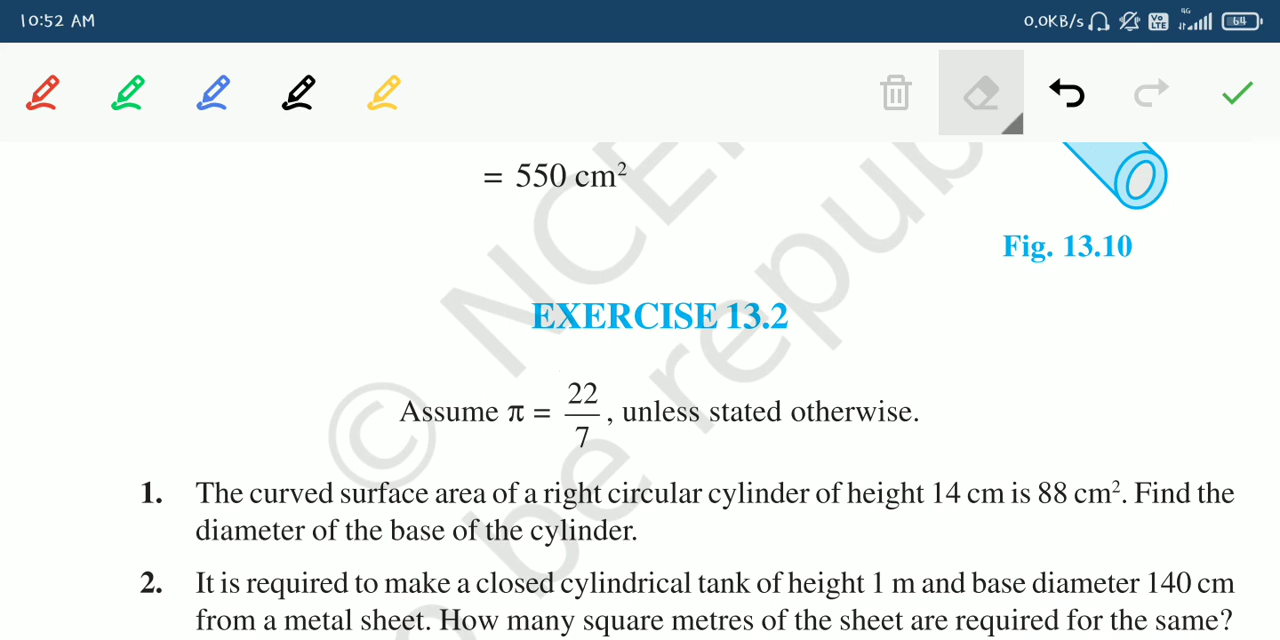 10:52 AM
0.0KB/s Vo LTE 4G 64
= 550 cm²
Fig. 13.10
EXERCISE 13.2
Assume π = 22/7, unless stated otherwise.
1. The curved surface area of a right circular cylinder of height 14 cm is 88 cm². Find the
diameter of the base of the cylinder.
2. It is required to make a closed cylindrical tank of height 1 m and base diameter 140 cm
from a metal sheet. How many square metres of the sheet are required for the same?